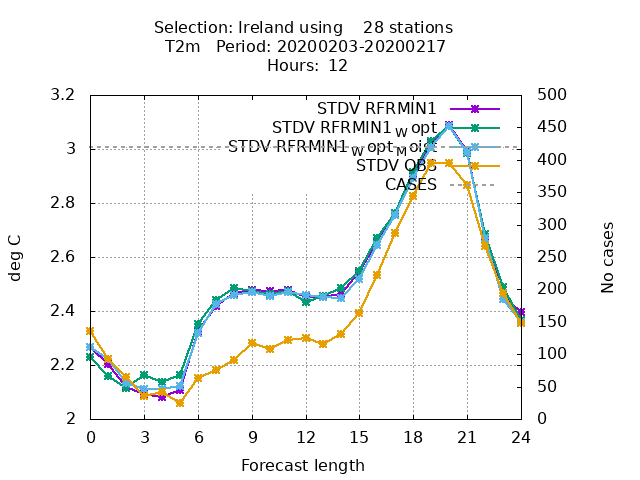 Selection: Ireland using    28 stations
T2m   Period: 20200203-20200217
Hours:  12
STDV RFRMIN1
STDV RFRMIN1 W opt
STDV RFRMIN1 W opt M oist
STDV OBS
CASES
deg C
3.2
3
2.8
2.6
2.4
2.2
2
No cases
500
450
400
350
300
250
200
150
100
50
0
0 3 6 9 12 15 18 21 24
Forecast length